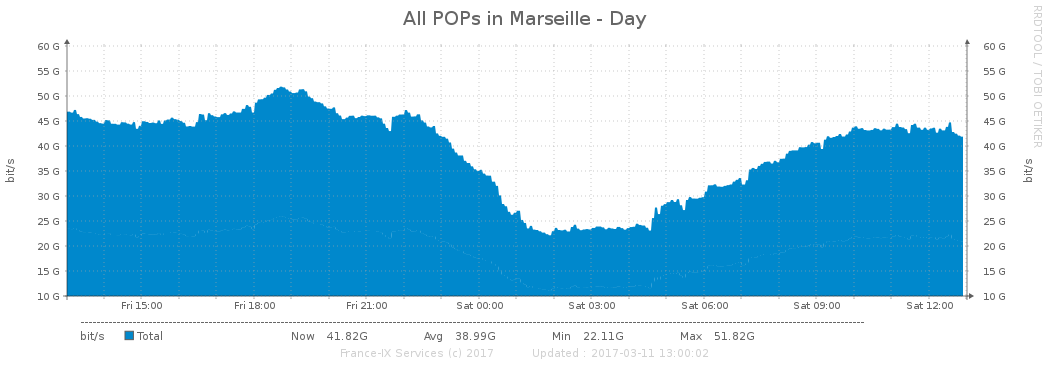 All POPs in Marseille - Day
RRDTOOL / TOBI OETIKER
60 G 60 G
55 G 55 G
50 G 50 G
45 G 45 G
40 G 40 G
35 G 35 G
30 G 30 G
25 G 25 G
20 G 20 G
15 G 15 G
10 G 10 G
bit/s
bit/s
Fri 15:00 Fri 18:00 Fri 21:00 Sat 00:00 Sat 03:00 Sat 06:00 Sat 09:00 Sat 12:00
bit/s Total Now 41.82G Avg 38.99G Min 22.11G Max 51.82G
France-IX Services (c) 2017 Updated : 2017-03-11 13:00:02